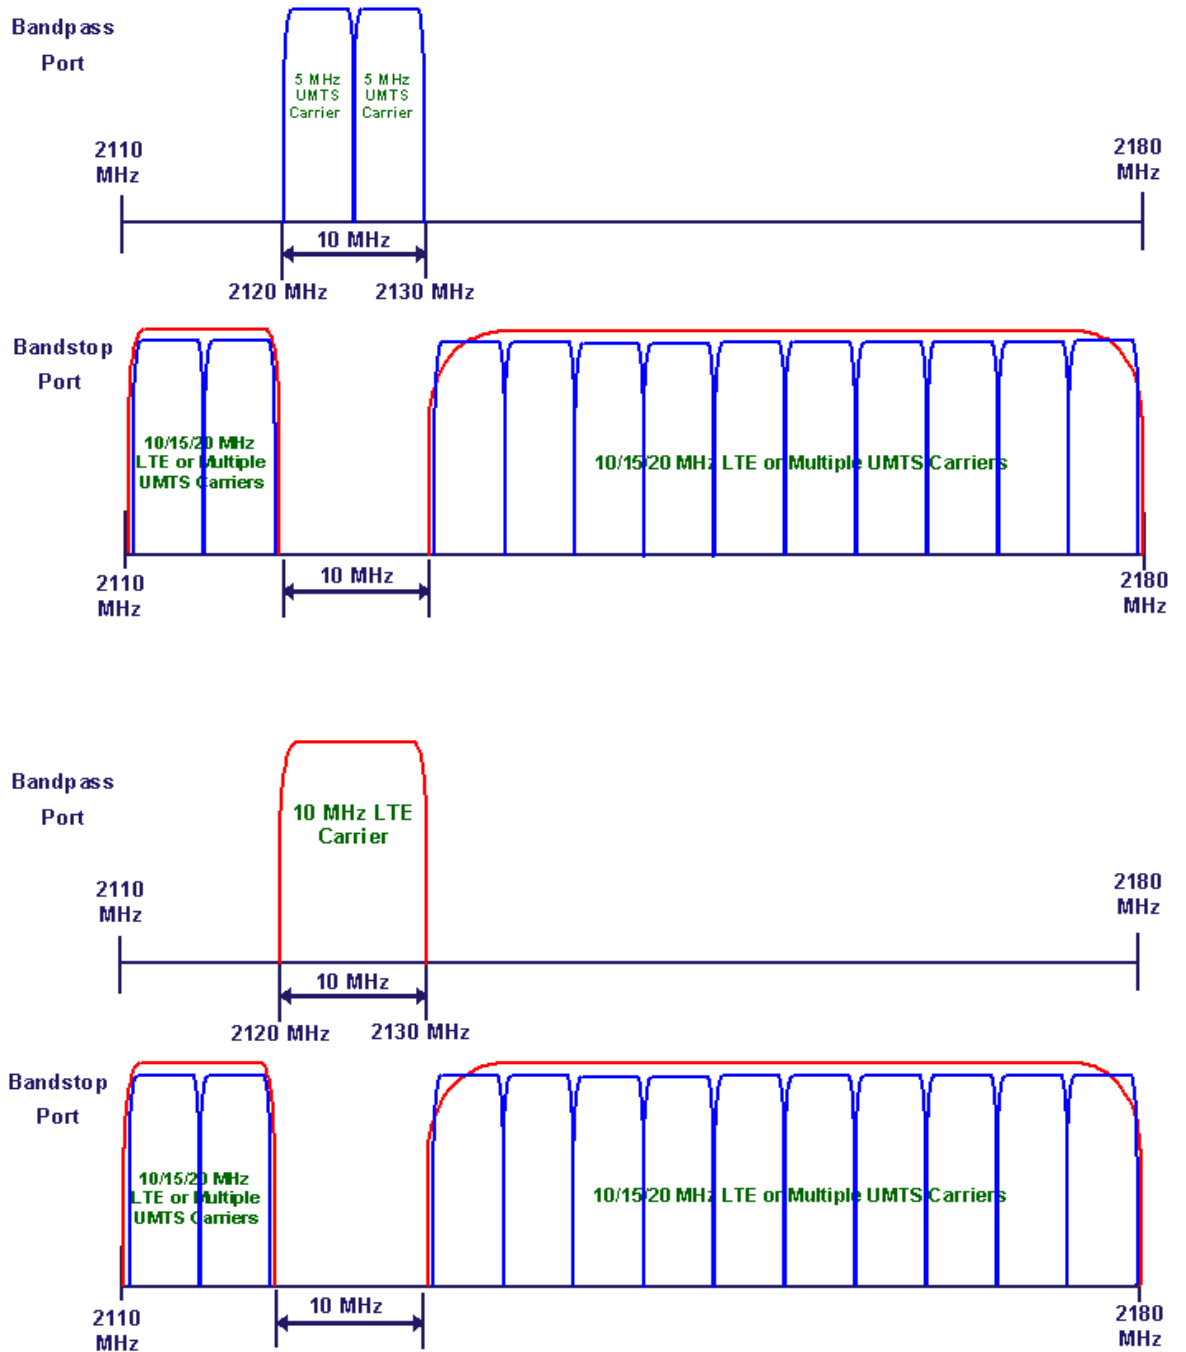 Bandpass
Port
5 MHz
UMTS
Carrier
5 MHz
UMTS
Carrier
2110
MHz
2180
MHz
10 MHz
2120 MHz
2130 MHz
Bandstop
Port
10/15/20 MHz
LTE or Multiple
UMTS Carriers
10/15/20 MHz LTE or Multiple UMTS Carriers
2110
MHz
10 MHz
2180
MHz
Bandpass
Port
10 MHz LTE
Carrier
2110
MHz
2180
MHz
10 MHz
2120 MHz
2130 MHz
Bandstop
Port
10/15/20 MHz
LTE or Multiple
UMTS Carriers
10/15/20 MHz LTE or Multiple UMTS Carriers
2110
MHz
10 MHz
2180
MHz